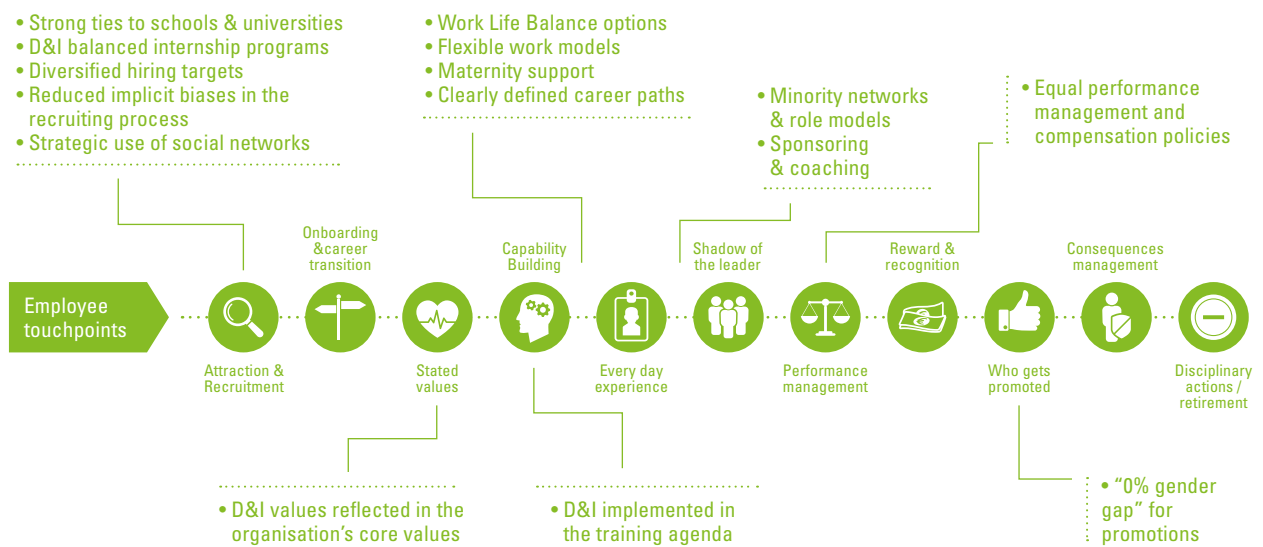 • Strong ties to schools & universities
• D&I balanced internship programs
• Diversified hiring targets
• Reduced implicit biases in the
recruiting process
• Strategic use of social networks
• Work Life Balance options
• Flexible work models
• Maternity support
• Clearly defined career paths
• Minority networks
& role models
• Sponsoring
& coaching
• Equal performance
management and
compensation policies
Employee
touchpoints
Attraction &
Recruitment
Onboarding
&career
transition
Stated
values
Capability
Building
Every day
experience
Shadow of
the leader
Performance
management
Reward &
recognition
Who gets
promoted
Consequences
management
Disciplinary
actions /
retirement
• D&I values reflected in the
organisation's core values
• D&I implemented in
the training agenda
• “0% gender
gap” for
promotions